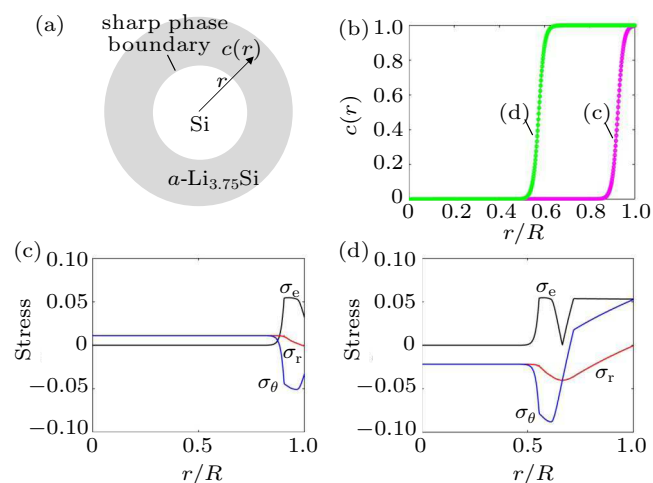 (a)
sharp phase
boundary
c(r)
r
Si
a-Li3.75Si
(b)
1.0
0.8
0.6
0.4
0.2
0
c(r)
(d)
(c)
0 0.2 0.4 0.6 0.8 1.0
r/R
(c)
0.10
0.05
0
−0.05
−0.10
Stress
σe
σr
σθ
0 0.5 1.0
r/R
(d)
0.10
0.05
0
−0.05
−0.10
Stress
σe
σr
σθ
0 0.5 1.0
r/R